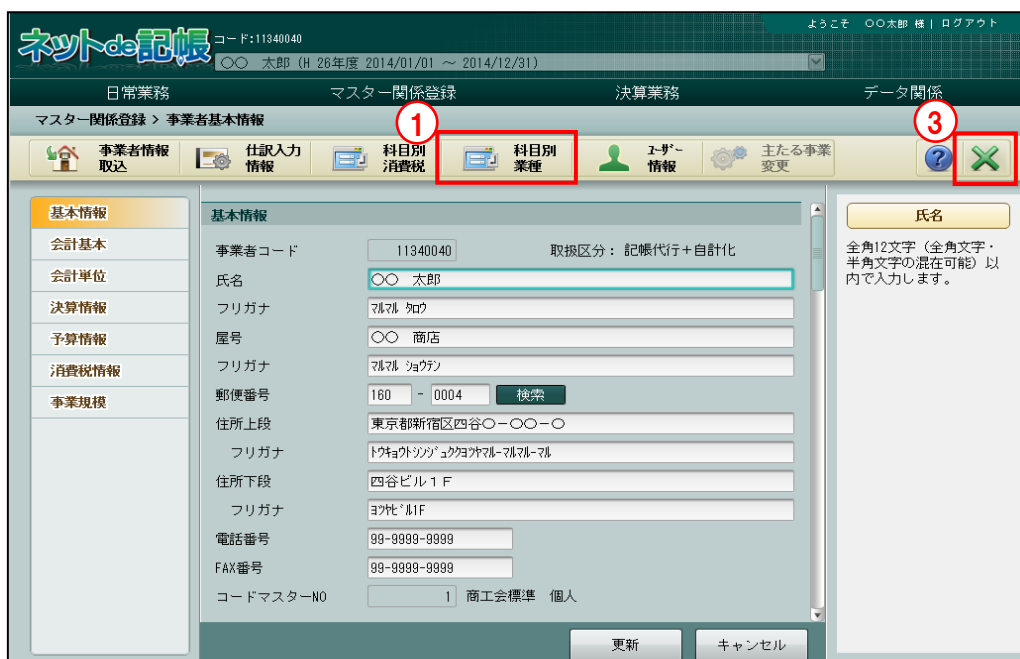 ようこそ 〇〇太郎 様 | ログアウト
ネットde記帳
コード:11340040
〇〇 太郎 (H 26年度 2014/01/01 ～ 2014/12/31)
日常業務 マスター関係登録 決算業務 データ関係
マスター関係登録 > 事業者基本情報
① ③
事業者情報 取込
仕訳入力 情報
科目別 消費税
科目別 業種
ﾕｰｻﾞｰ 情報
主たる事業 変更
?
基本情報
会計基本
会計単位
決算情報
予算情報
消費税情報
事業規模
基本情報
事業者コード 11340040 取扱区分：記帳代行＋自計化
氏名 〇〇 太郎
フリガナ ﾏﾙﾏﾙ ﾀﾛｳ
屋号 〇〇 商店
フリガナ ﾏﾙﾏﾙ ｼｮｳﾃﾝ
郵便番号 160 - 0004 検索
住所上段 東京都新宿区四谷〇－〇〇－〇
フリガナ ﾄｳｷｮｳﾄｼﾝｼﾞｭｸｸﾖﾂﾔﾏﾙ-ﾏﾙﾏﾙ-ﾏﾙ
住所下段 四谷ビル１Ｆ
フリガナ ﾖﾂﾔﾋﾞﾙ1F
電話番号 99-9999-9999
FAX番号 99-9999-9999
コードマスターNO 1 商工会標準 個人
更新 キャンセル
氏名
全角12文字（全角文字・
半角文字の混在可能）以
内で入力します。